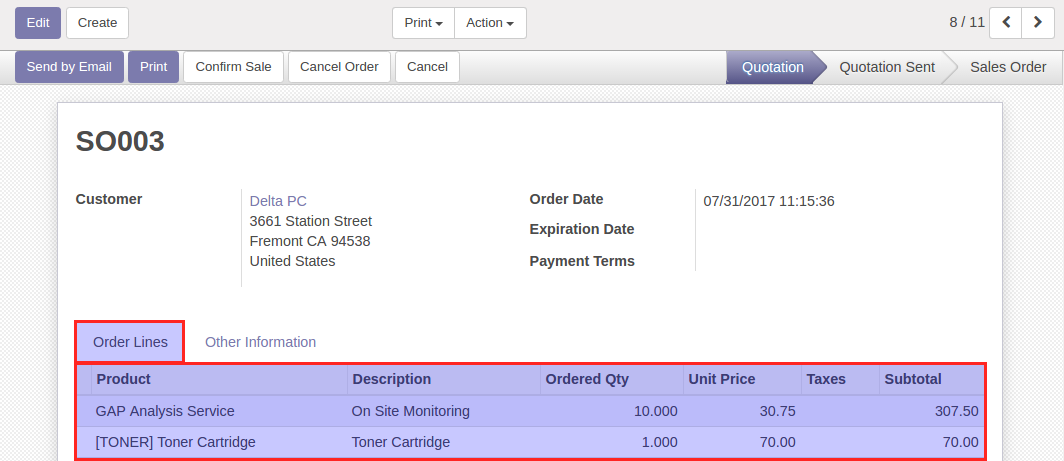 Edit Create Print Action 8 / 11
Send by Email Print Confirm Sale Cancel Order Cancel Quotation Quotation Sent Sales Order
SO003
Customer Delta PC Order Date 07/31/2017 11:15:36
3661 Station Street
Fremont CA 94538 Expiration Date
United States Payment Terms
Order Lines Other Information
Product Description Ordered Qty Unit Price Taxes Subtotal
GAP Analysis Service On Site Monitoring 10.000 30.75 307.50
[TONER] Toner Cartridge Toner Cartridge 1.000 70.00 70.00